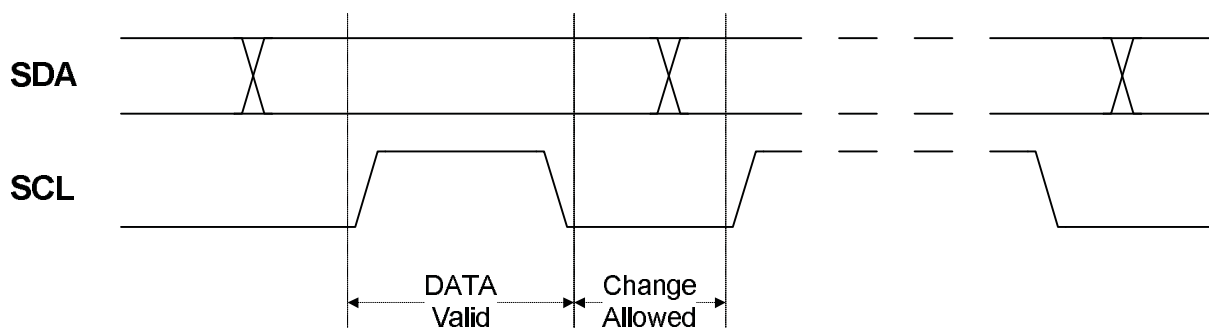 SDA
SCL
DATA
Valid
Change
Allowed